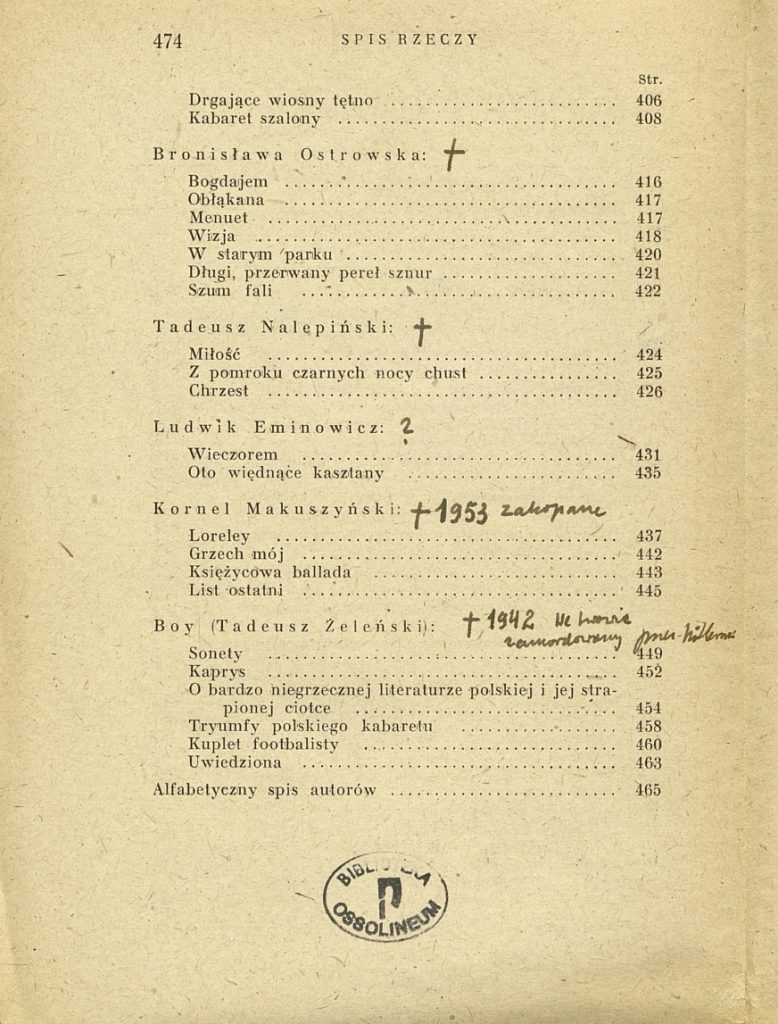 474 SPIS RZECZY
Str.
Drgające wiosny tętno 406
Kabaret szalony 408
Bronisława Ostrowska: †
Bogdajem 416
Obłąkana 417
Menuet 417
Wizja 418
W starym parku 420
Długi, przerwany pereł sznur 421
Szum fali 422
Tadeusz Nalepiński: †
Miłość 424
Z pomroku czarnych nocy chust 425
Chrzest 426
Ludwik Eminowicz: ?
Wieczorem 431
Oto więdnące kasztany 435
Kornel Makuszyński: † 1953 Zakopane
Loreley 437
Grzech mój 442
Księżycowa ballada 443
List ostatni 445
Boy (Tadeusz Żeleński): † 1942 We Lwowie
zamordowany przez
Sonety 449
Kaprys 452
O bardzo niegrzecznej literaturze polskiej i jej stra-
pionej ciotce 454
Tryumfy polskiego kabaretu 458
Kuplet footbalisty 460
Uwiedziona 463
Alfabetyczny spis autorów 465
BIBLIOTEKA
OSSOLINEUM